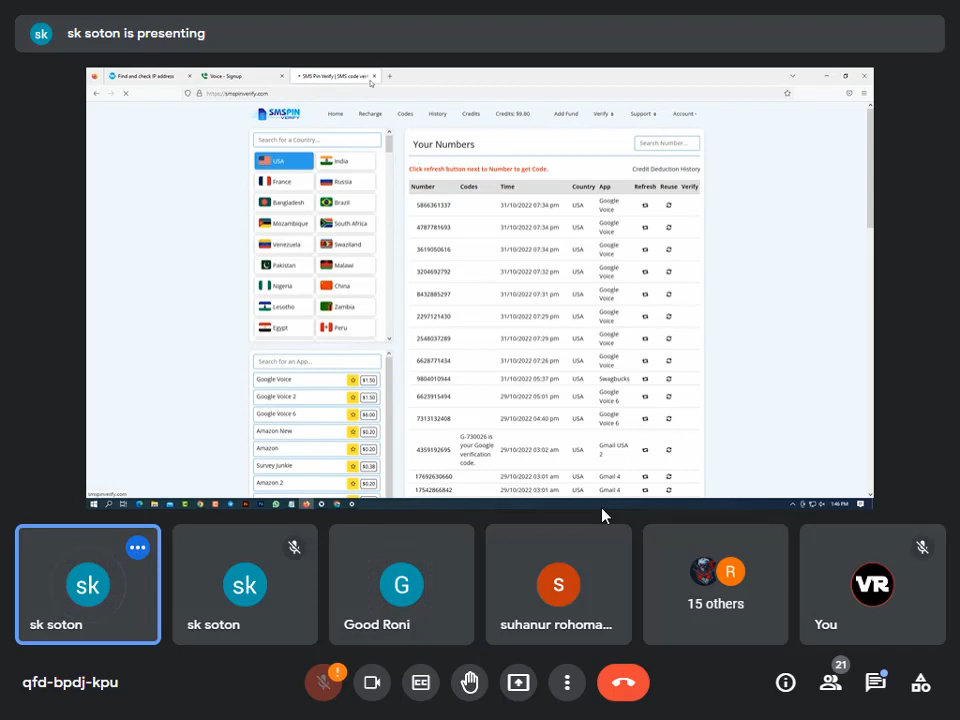 sk
sk soton is presenting
Find and check IP address
Voice - Signup
SMS Pin Verify | SMS code veri
https://smspinverify.com
SMSPIN
VERIFY
Home Recharge Codes History Credits Credits: $9.80 Add Fund Verify Support Account
Search for a Country...
USA India
France Russia
Bangladesh Brazil
Mozambique South Africa
Venezuela Swaziland
Pakistan Malawi
Nigeria China
Lesotho Zambia
Egypt Peru
Search for an App...
Google Voice $1.50
Google Voice 2 $1.50
Google Voice 6 $6.00
Amazon New $0.20
Amazon $0.20
Survey Junkie $0.38
Amazon 2 $0.20
Your Numbers
Search Number...
Click refresh button next to Number to get Code. Credit Deduction History
Number Codes Time Country App Refresh Reuse Verify
5866361337 31/10/2022 07:34 pm USA Google Voice
4787781693 31/10/2022 07:34 pm USA Google Voice
3619050616 31/10/2022 07:34 pm USA Google Voice
3204692792 31/10/2022 07:32 pm USA Google Voice
8432885297 31/10/2022 07:31 pm USA Google Voice
2297121430 31/10/2022 07:29 pm USA Google Voice
2548037289 31/10/2022 07:29 pm USA Google Voice
6628771434 31/10/2022 07:26 pm USA Google Voice
9804010944 31/10/2022 05:37 pm USA Swagbucks
6623915494 29/10/2022 05:01 pm USA Google Voice 6
7313132408 29/10/2022 04:40 pm USA Google Voice 6
4359192695 G-730026 is your Google verification code. 29/10/2022 03:02 am USA Gmail USA 2
17692630660 29/10/2022 03:01 am USA Gmail 4
17542866842 29/10/2022 03:01 am USA Gmail 4
smspinverify.com
1:46 PM
sk
sk soton
sk
sk soton
G
Good Roni
S
suhanur rohoma...
R
15 others
VR
You
qfd-bpdj-kpu
CC
21